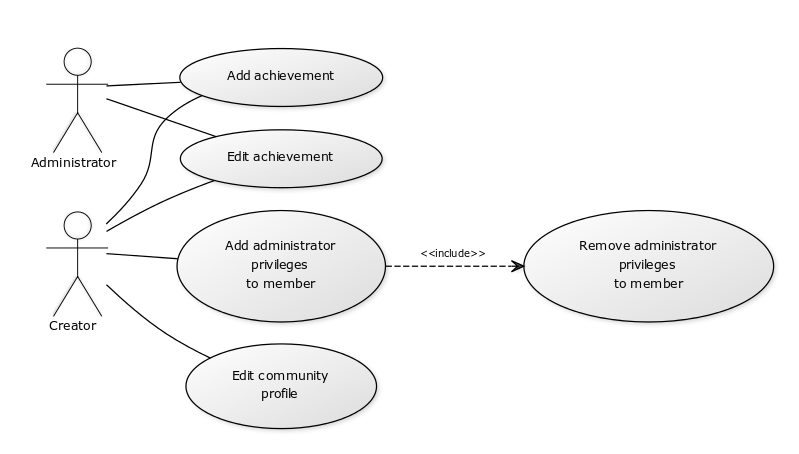 Add achievement
Administrator
Edit achievement
Add administrator
privileges
to member
<<include>>
Remove administrator
privileges
to member
Creator
Edit community
profile